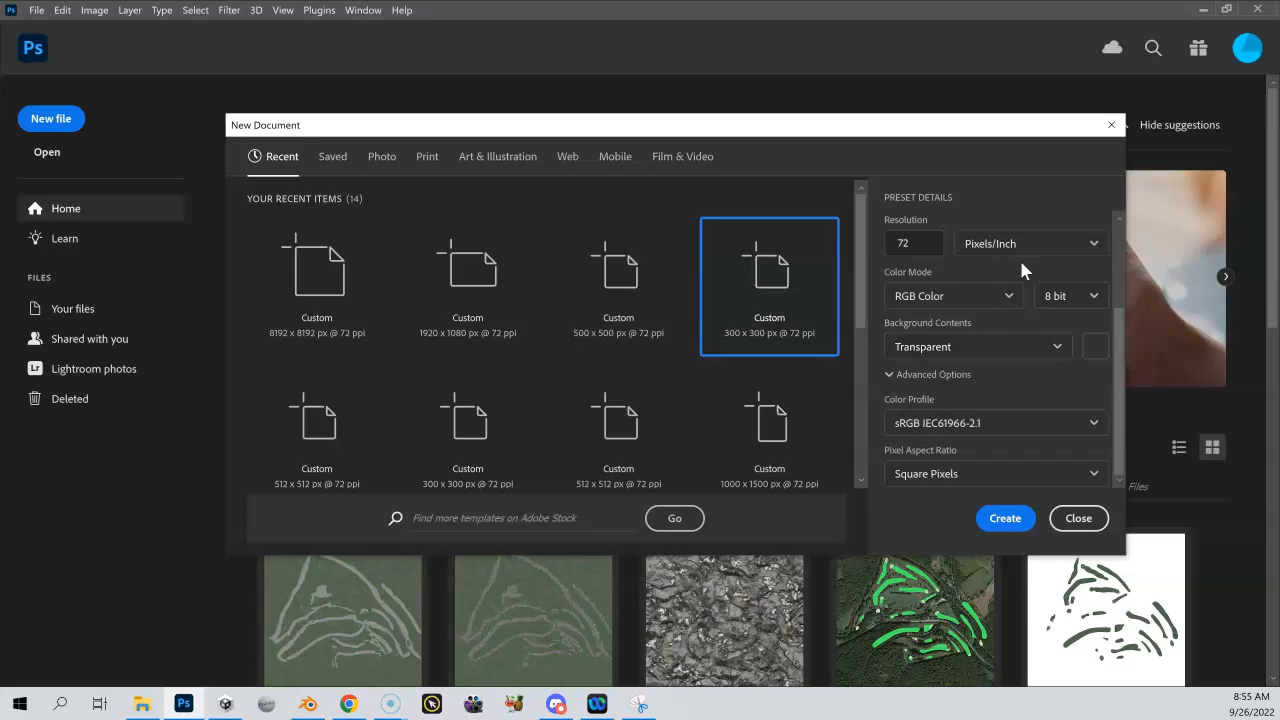 Ps File Edit Image Layer Type Select Filter 3D View Plugins Window Help
Ps
New file
Open
Home
Learn
FILES
Your files
Shared with you
Lr Lightroom photos
Deleted
Hide suggestions
New Document
Recent Saved Photo Print Art & Illustration Web Mobile Film & Video
YOUR RECENT ITEMS (14)
Custom Custom Custom Custom
8192 x 8192 px @ 72 ppi 1920 x 1080 px @ 72 ppi 500 x 500 px @ 72 ppi 300 x 300 px @ 72 ppi
Custom Custom Custom Custom
512 x 512 px @ 72 ppi 300 x 300 px @ 72 ppi 512 x 512 px @ 72 ppi 1000 x 1500 px @ 72 ppi
Find more templates on Adobe Stock Go
PRESET DETAILS
Resolution
72 Pixels/Inch
Color Mode
RGB Color 8 bit
Background Contents
Transparent
Advanced Options
Color Profile
sRGB IEC61966-2.1
Pixel Aspect Ratio
Square Pixels
Create Close
Files
Ps
8:55 AM
9/26/2022